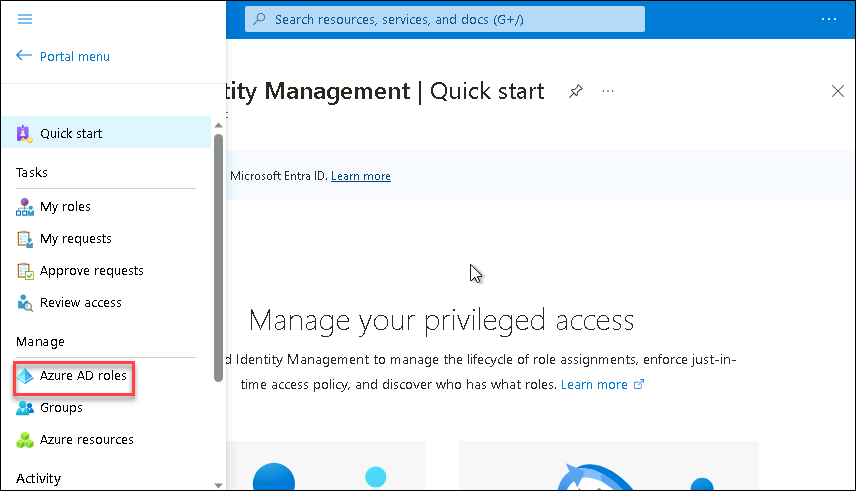 Search resources, services, and docs (G+/)
Portal menu
tity Management | Quick start
Quick start
Microsoft Entra ID. Learn more
Tasks
My roles
My requests
Approve requests
Review access
Manage
Azure AD roles
Groups
Azure resources
Activity
Manage your privileged access
d Identity Management to manage the lifecycle of role assignments, enforce just-in-
time access policy, and discover who has what roles. Learn more